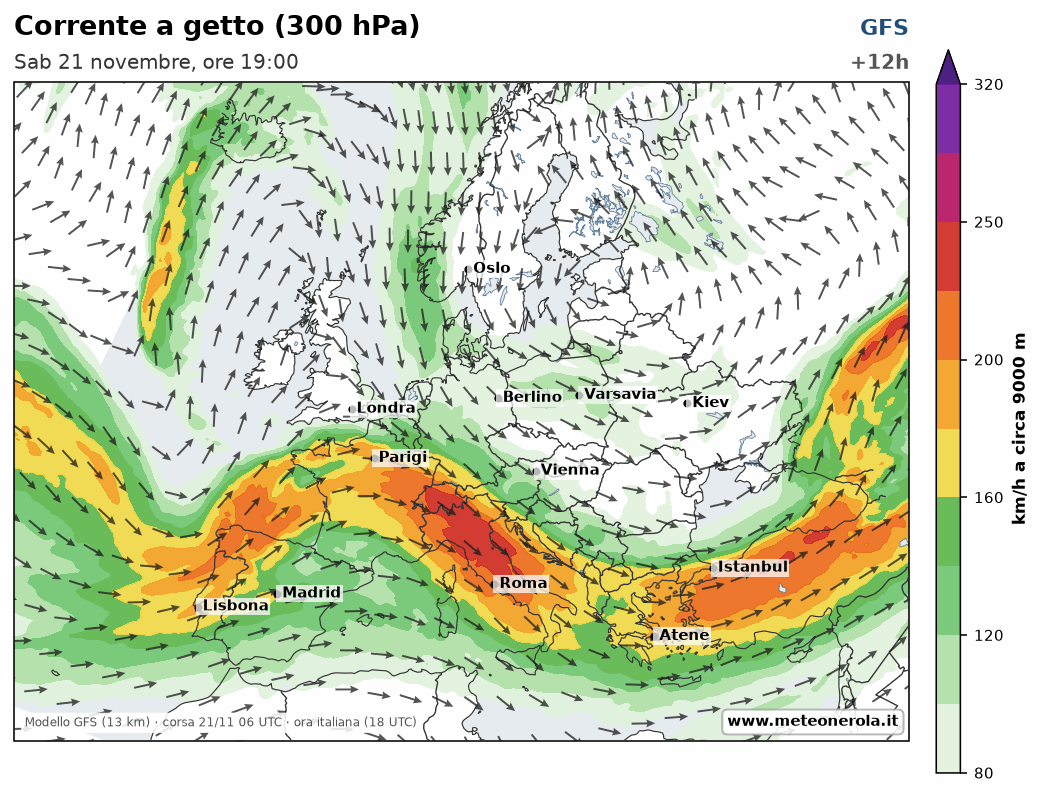 Corrente a getto (300 hPa)
GFS
Sab 21 novembre, ore 19:00
+12h
320
250
200
160
120
80
km/h a circa 9000 m
Oslo
Berlino
Varsavia
Kiev
Londra
Parigi
Vienna
Istanbul
Roma
Madrid
Lisbona
Atene
Modello GFS (13 km) · corsa 21/11 06 UTC · ora italiana (18 UTC)
www.meteonerola.it